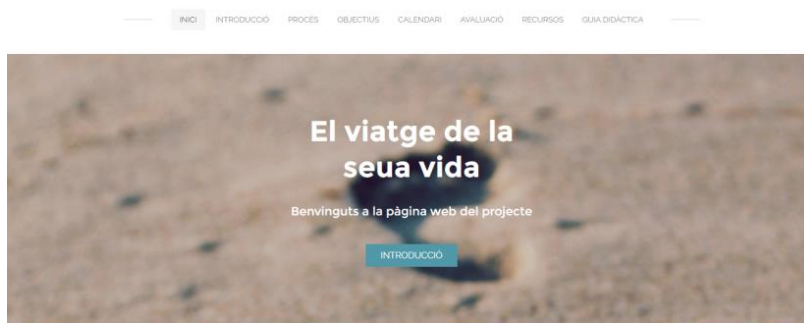 INICI INTRODUCCIÓ PROCÉS OBJECTIUS CALENDARI AVALUACIÓ RECURSOS GUIA DIDÀCTICA
El viatge de la
seua vida
Benvinguts a la pàgina web del projecte
INTRODUCCIÓ